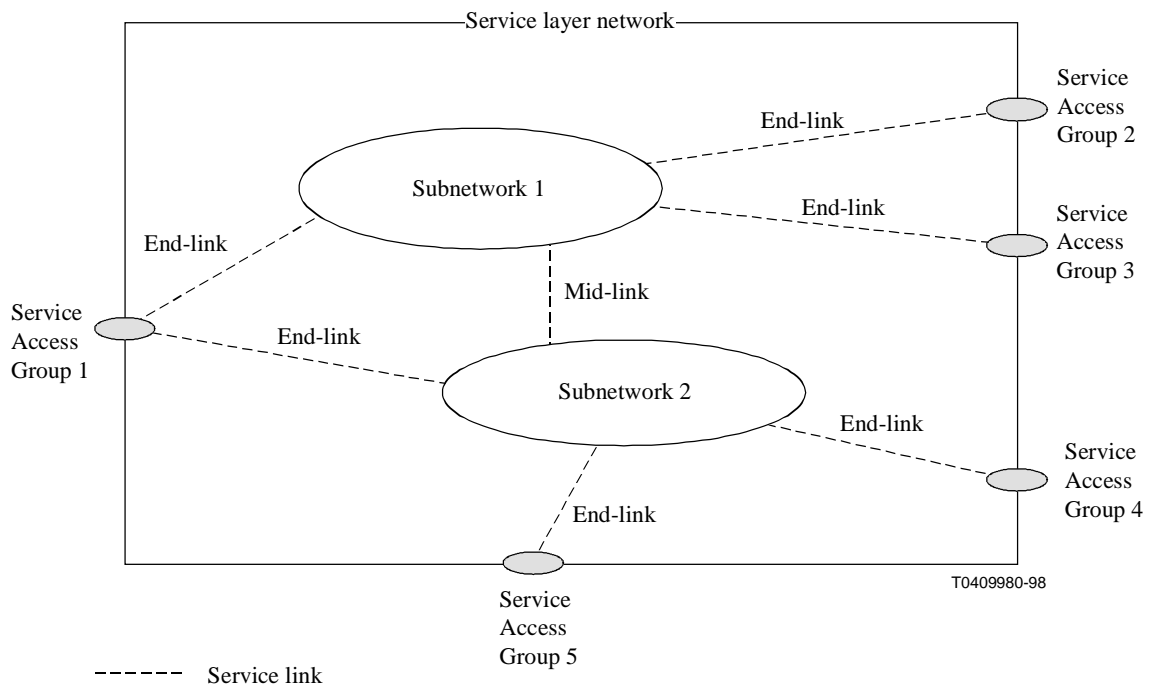 Service layer network
Service
Access
Group 2
End-link
Subnetwork 1
End-link
Service
Access
Group 3
End-link
Mid-link
Service
Access
Group 1
End-link
Subnetwork 2
End-link
Service
Access
Group 4
End-link
T0409980-98
Service
Access
Group 5
Service link